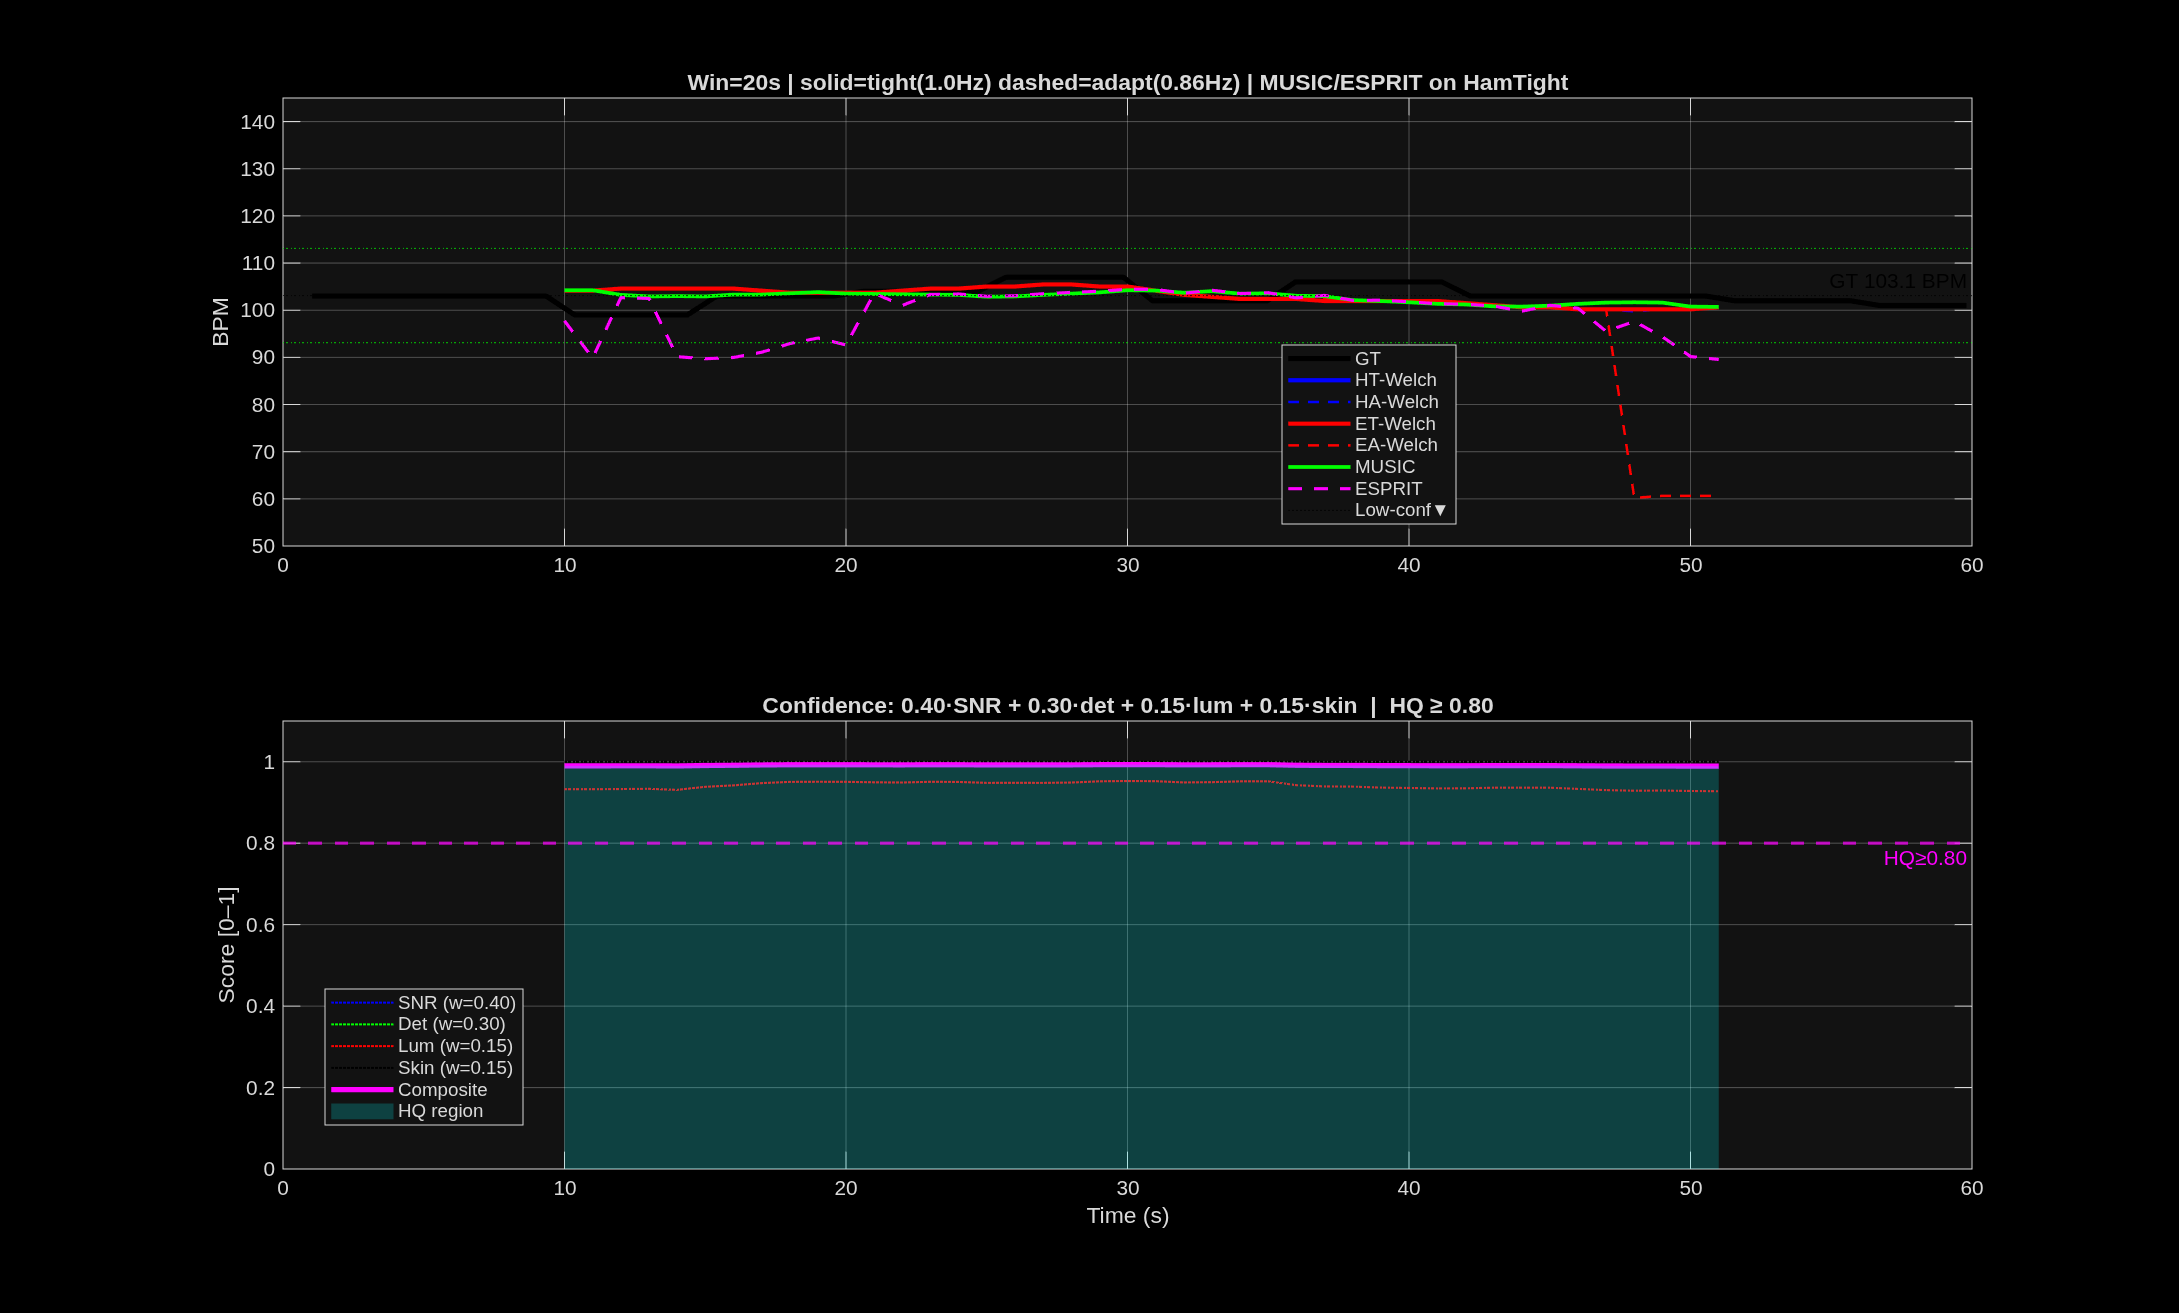 Win=20s | solid=tight(1.0Hz) dashed=adapt(0.86Hz) | MUSIC/ESPRIT on HamTight
140
130
120
110
100
90
80
70
60
50
BPM
GT 103.1 BPM
GT
HT-Welch
HA-Welch
ET-Welch
EA-Welch
MUSIC
ESPRIT
Low-conf▼
0 10 20 30 40 50 60
Confidence: 0.40·SNR + 0.30·det + 0.15·lum + 0.15·skin | HQ ≥ 0.80
1
0.8
0.6
0.4
0.2
0
Score [0–1]
HQ≥0.80
SNR (w=0.40)
Det (w=0.30)
Lum (w=0.15)
Skin (w=0.15)
Composite
HQ region
0 10 20 30 40 50 60
Time (s)